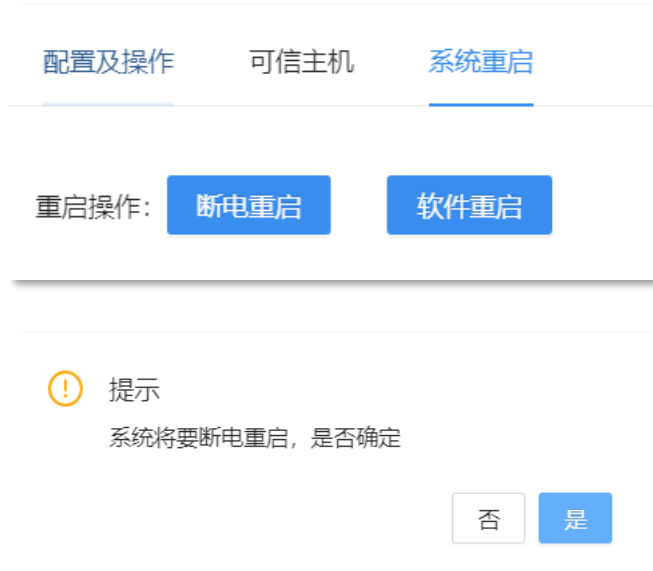 配置及操作 可信主机 系统重启
重启操作： 断电重启 软件重启
提示
系统将要断电重启，是否确定
否 是